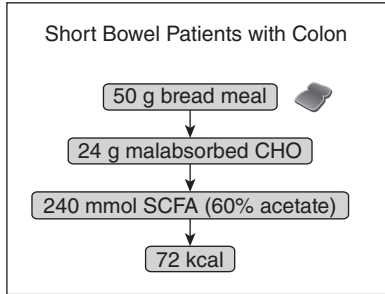 Short Bowel Patients with Colon
50 g bread meal
24 g malabsorbed CHO
240 mmol SCFA (60% acetate)
72 kcal